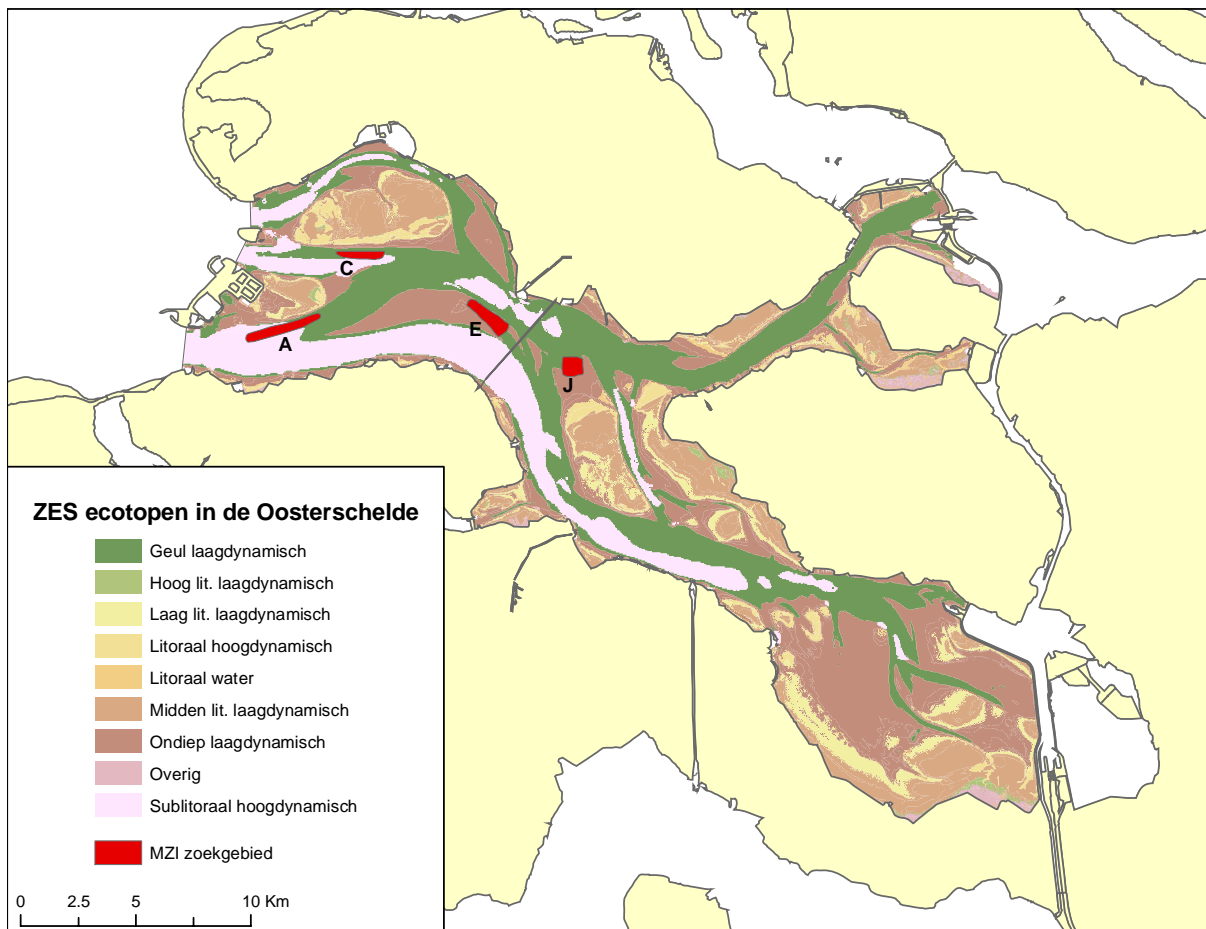 C
E
A
J
ZES ecotopen in de Oosterschelde
Geul laagdynamisch
Hoog lit. laagdynamisch
Laag lit. laagdynamisch
Litoraal hoogdynamisch
Litoraal water
Midden lit. laagdynamisch
Ondiep laagdynamisch
Overig
Sublitoraal hoogdynamisch
MZI zoekgebied
0 2.5 5 10 Km